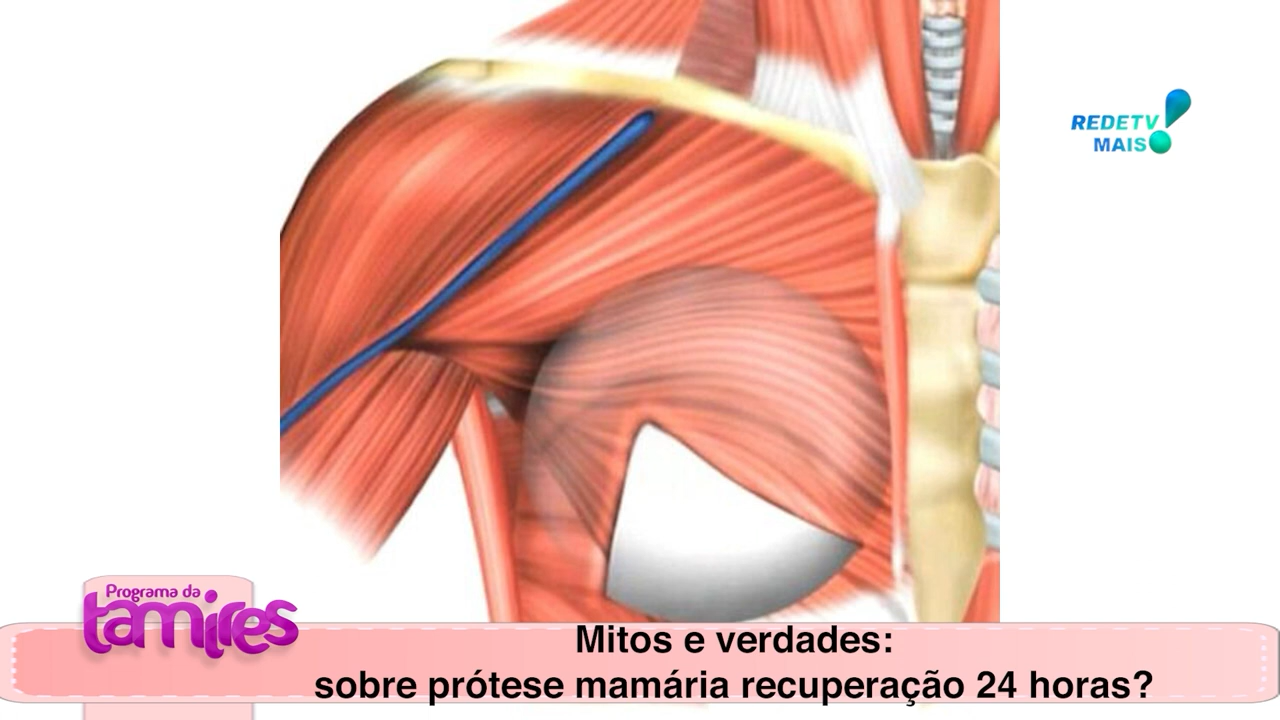 REDETV
MAIS
Programa da
tamires
Mitos e verdades:
sobre prótese mamária recuperação 24 horas?